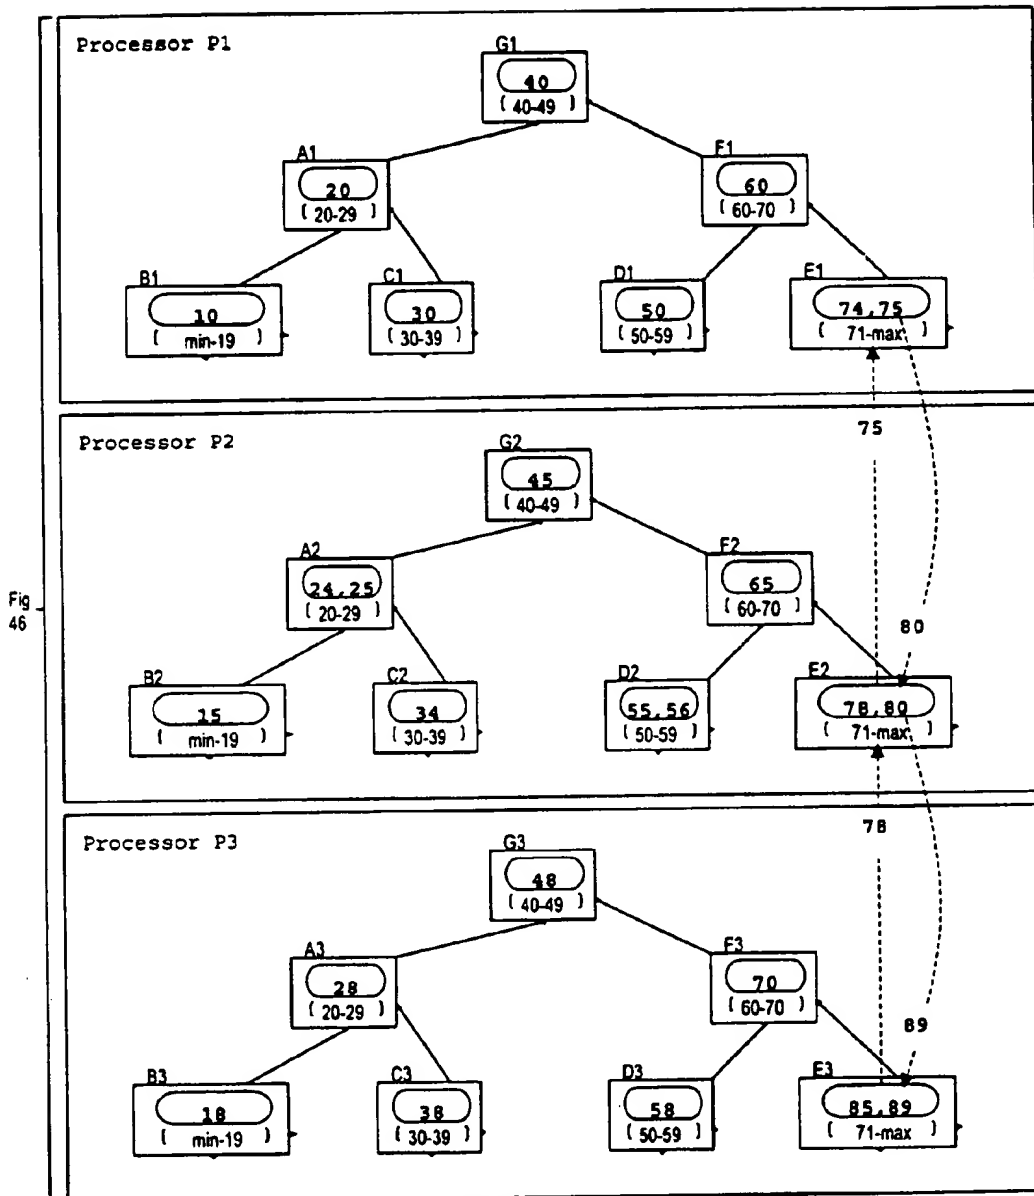 Processor P1
G1
40
( 40-49 )
A1
20
( 20-29 )
F1
60
( 60-70 )
B1
10
( min-19 )
C1
30
( 30-39 )
D1
50
( 50-59 )
E1
74,75
( 71-max )
75
Processor P2
G2
45
( 40-49 )
A2
24,25
( 20-29 )
F2
65
( 60-70 )
Fig
46
80
B2
15
( min-19 )
C2
34
( 30-39 )
D2
55,56
( 50-59 )
E2
78,80
( 71-max )
78
Processor P3
G3
48
( 40-49 )
A3
28
( 20-29 )
F3
70
( 60-70 )
89
B3
18
( min-19 )
C3
38
( 30-39 )
D3
58
( 50-59 )
E3
85,89
( 71-max )